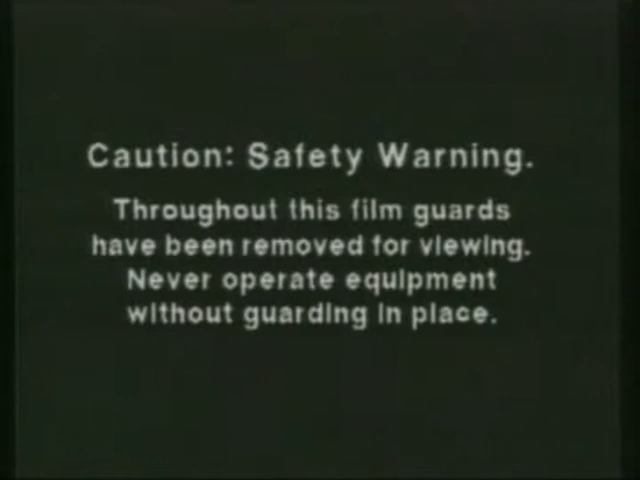 Caution: Safety Warning.
Throughout this film guards
have been removed for viewing.
Never operate equipment
without guarding in place.